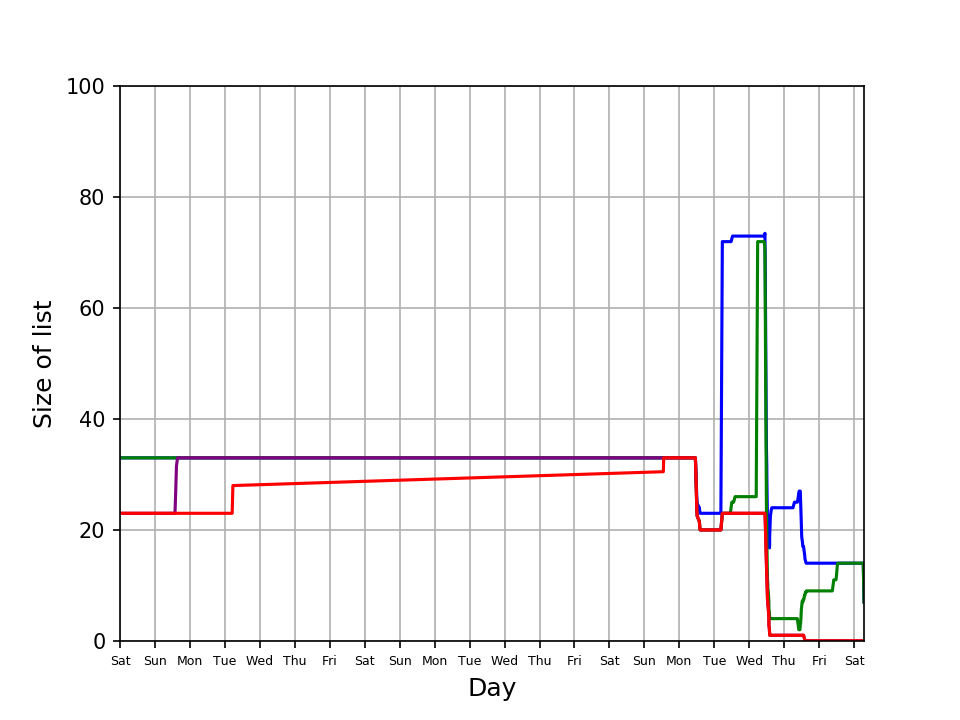 100
80
60
40
20
0
Size of list
Sat Sun Mon Tue Wed Thu Fri Sat Sun Mon Tue Wed Thu Fri Sat Sun Mon Tue Wed Thu Fri Sat
Day